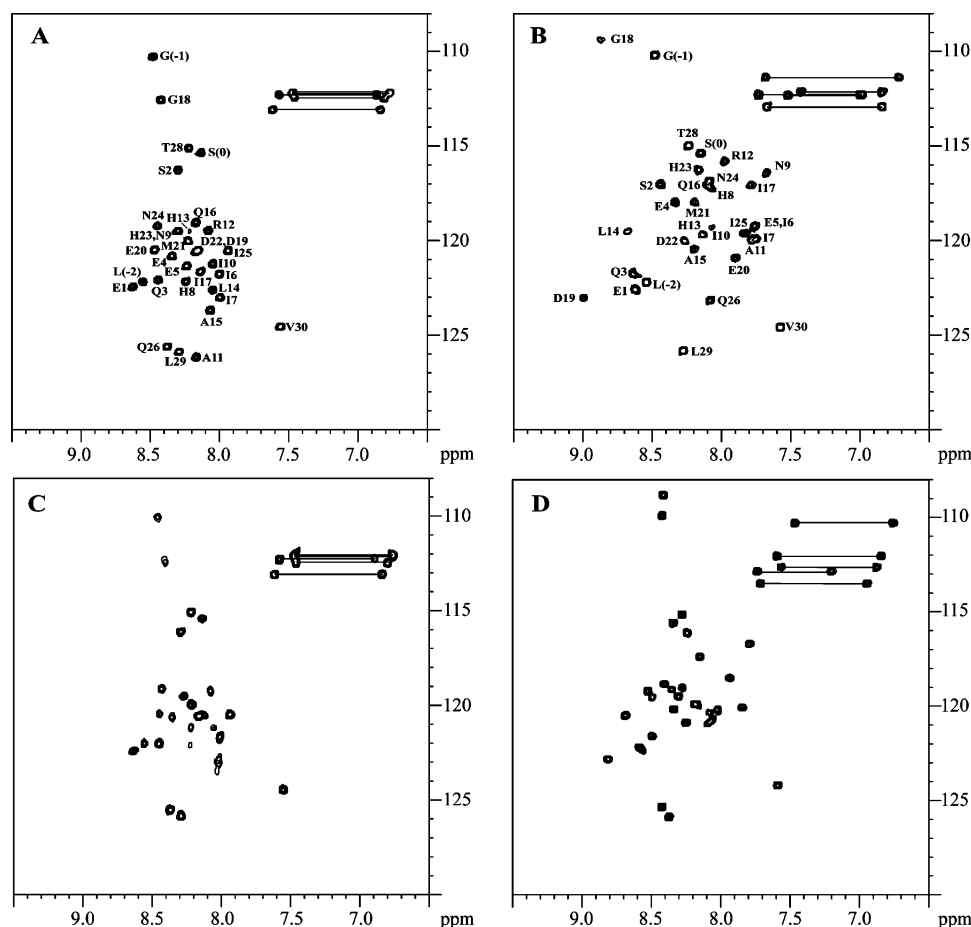 A
G(-1)
G18
T28
S(0)
S2
N24
H13
Q16
R12
H23,N9
M21
D22,D19
E20
I25
E4
E5
I10
L(-2)
I17
I6
E1
Q3
H8
L14
I7
A15
V30
Q26
L29
A11
9.0 8.5 8.0 7.5 7.0 ppm
B
G18
G(-1)
T28
S(0)
R12
H23
N24
N9
S2
Q16
H8
I17
E4
M21
I25
E5,I6
L14
H13
I10
I7
D22
A15
A11
E20
Q3
L(-2)
D19
E1
Q26
V30
L29
110
115
120
125
110
115
120
125
9.0 8.5 8.0 7.5 7.0 ppm
C
110
115
120
125
9.0 8.5 8.0 7.5 7.0 ppm
D
110
115
120
125
9.0 8.5 8.0 7.5 7.0 ppm